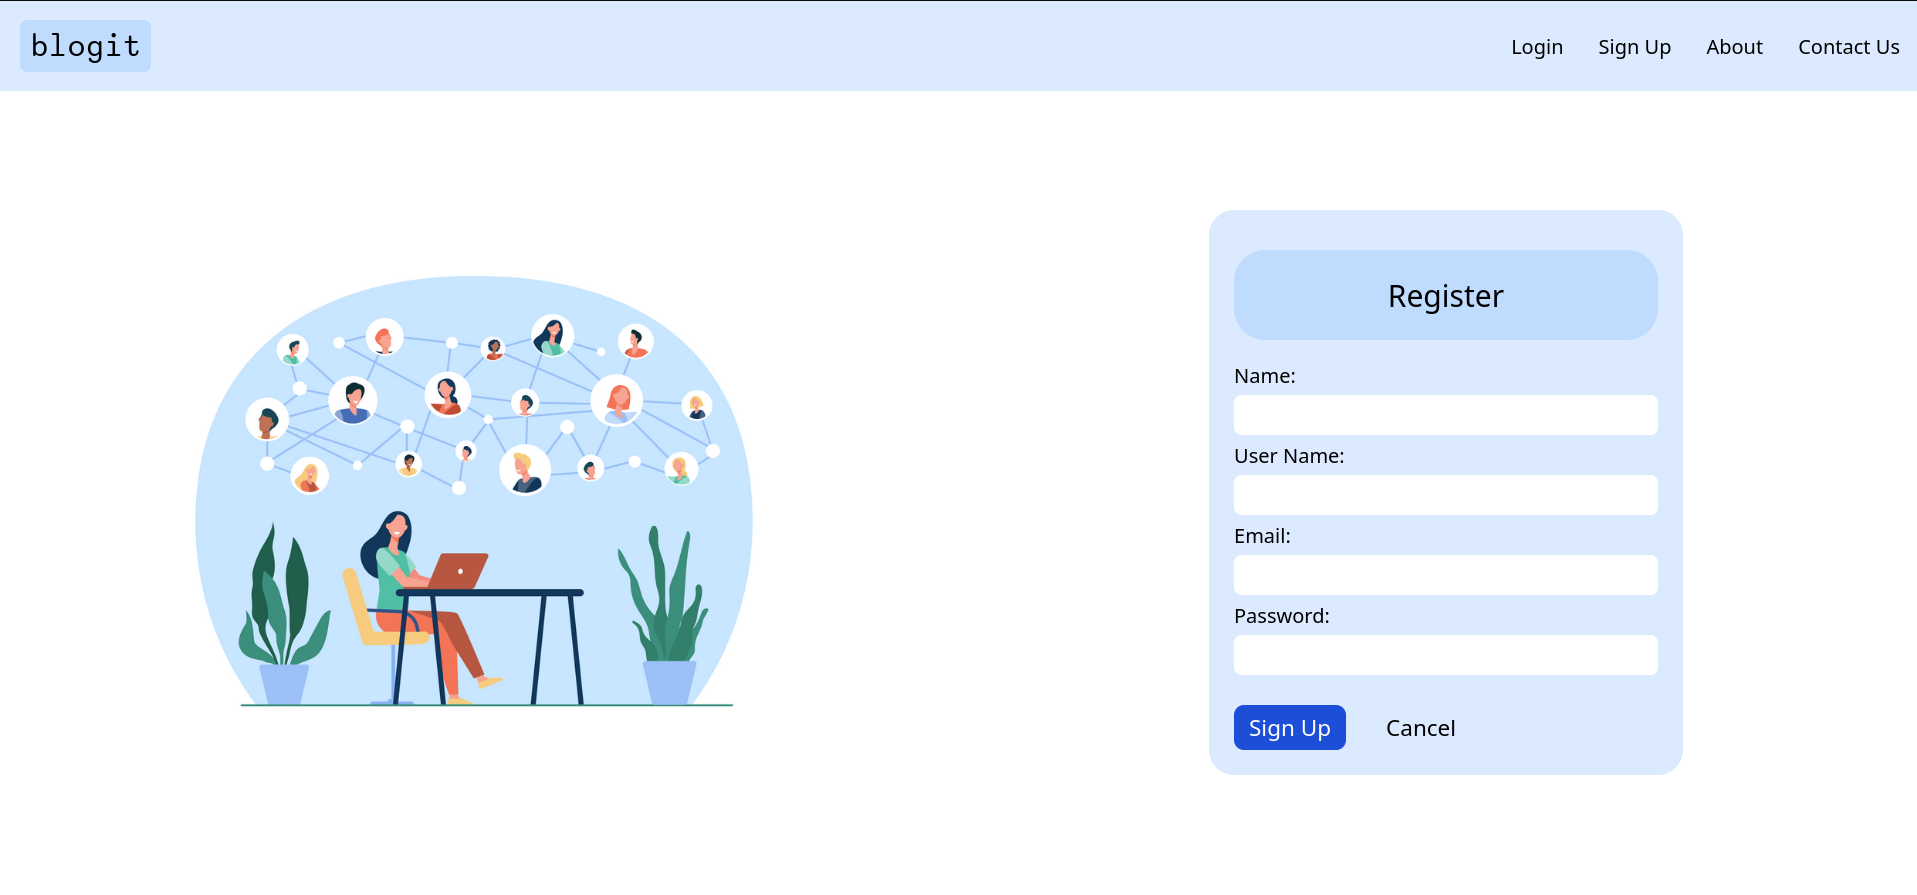 blogit
Login Sign Up About Contact Us
Register
Name:
User Name:
Email:
Password:
Sign Up Cancel